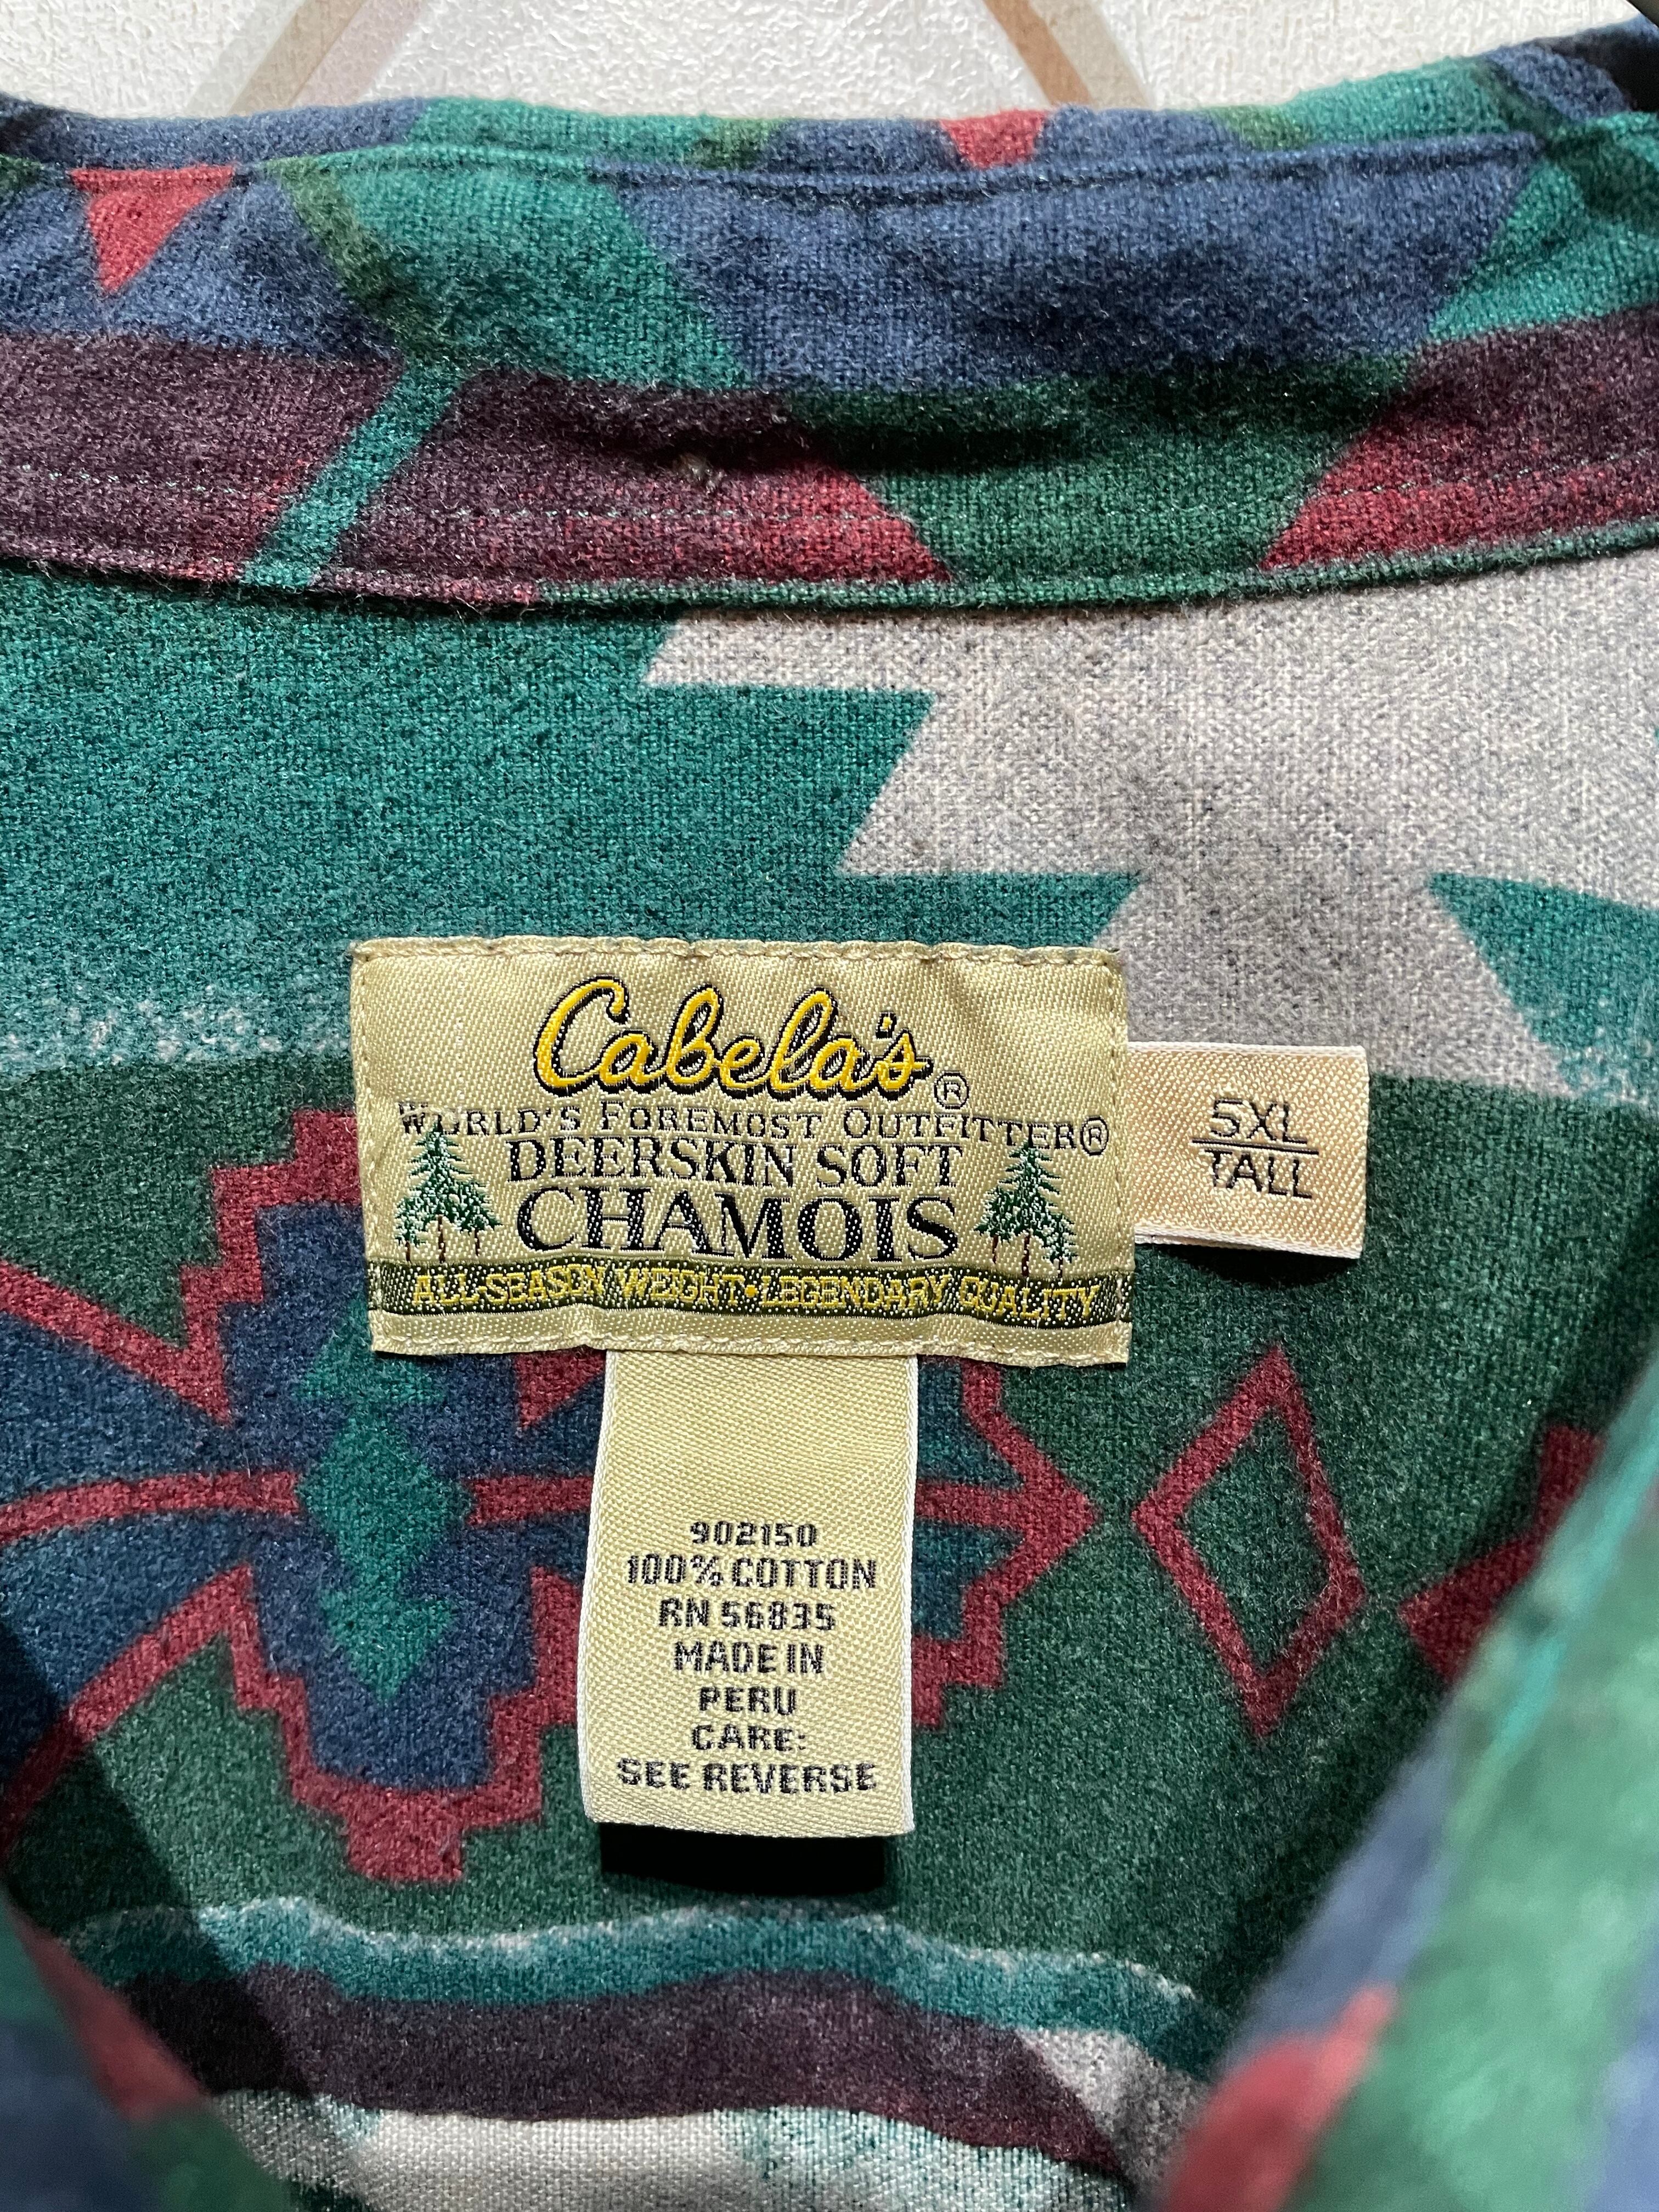 Cabela's®
WORLD'S FOREMOST OUTFITTER®
DEERSKIN SOFT
CHAMOIS
ALL-SEASON WEIGHT • LEGENDARY QUALITY
5XL
TALL
902150
100% COTTON
RN 56835
MADE IN
PERU
CARE:
SEE REVERSE